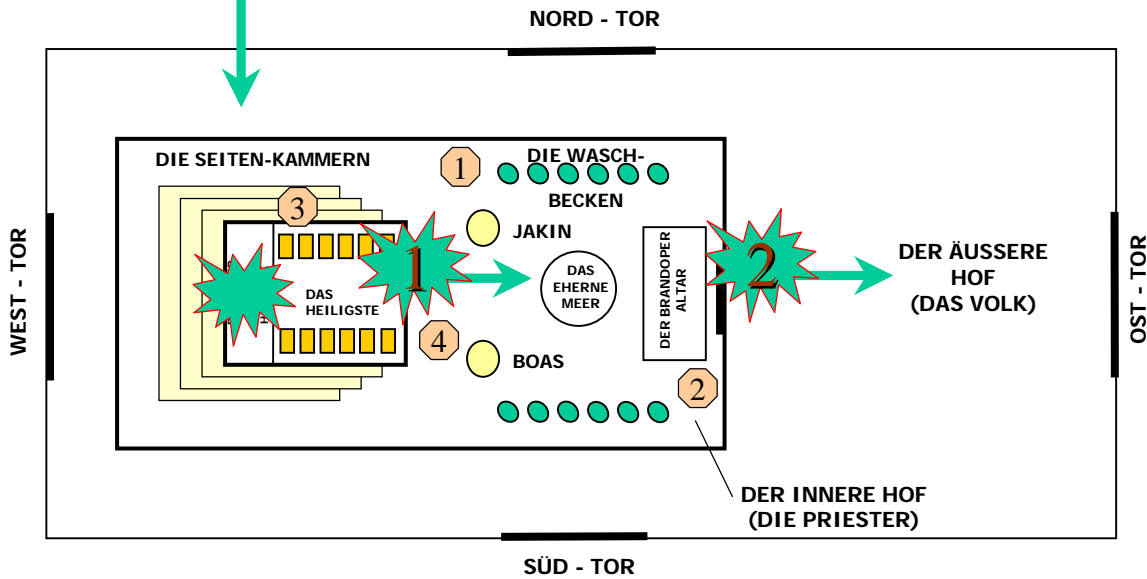 NORD - TOR
DIE SEITEN-KAMMERN
DIE WASCH-
BECKEN
1
3
JAKIN
1
2
DAS
EHERNE
MEER
DAS
HEILIGSTE
DER BRANDOPER
ALTAR
DER ÄUSSERE
HOF
(DAS VOLK)
WEST - TOR
OST - TOR
4
BOAS
2
DER INNERE HOF
(DIE PRIESTER)
SÜD - TOR